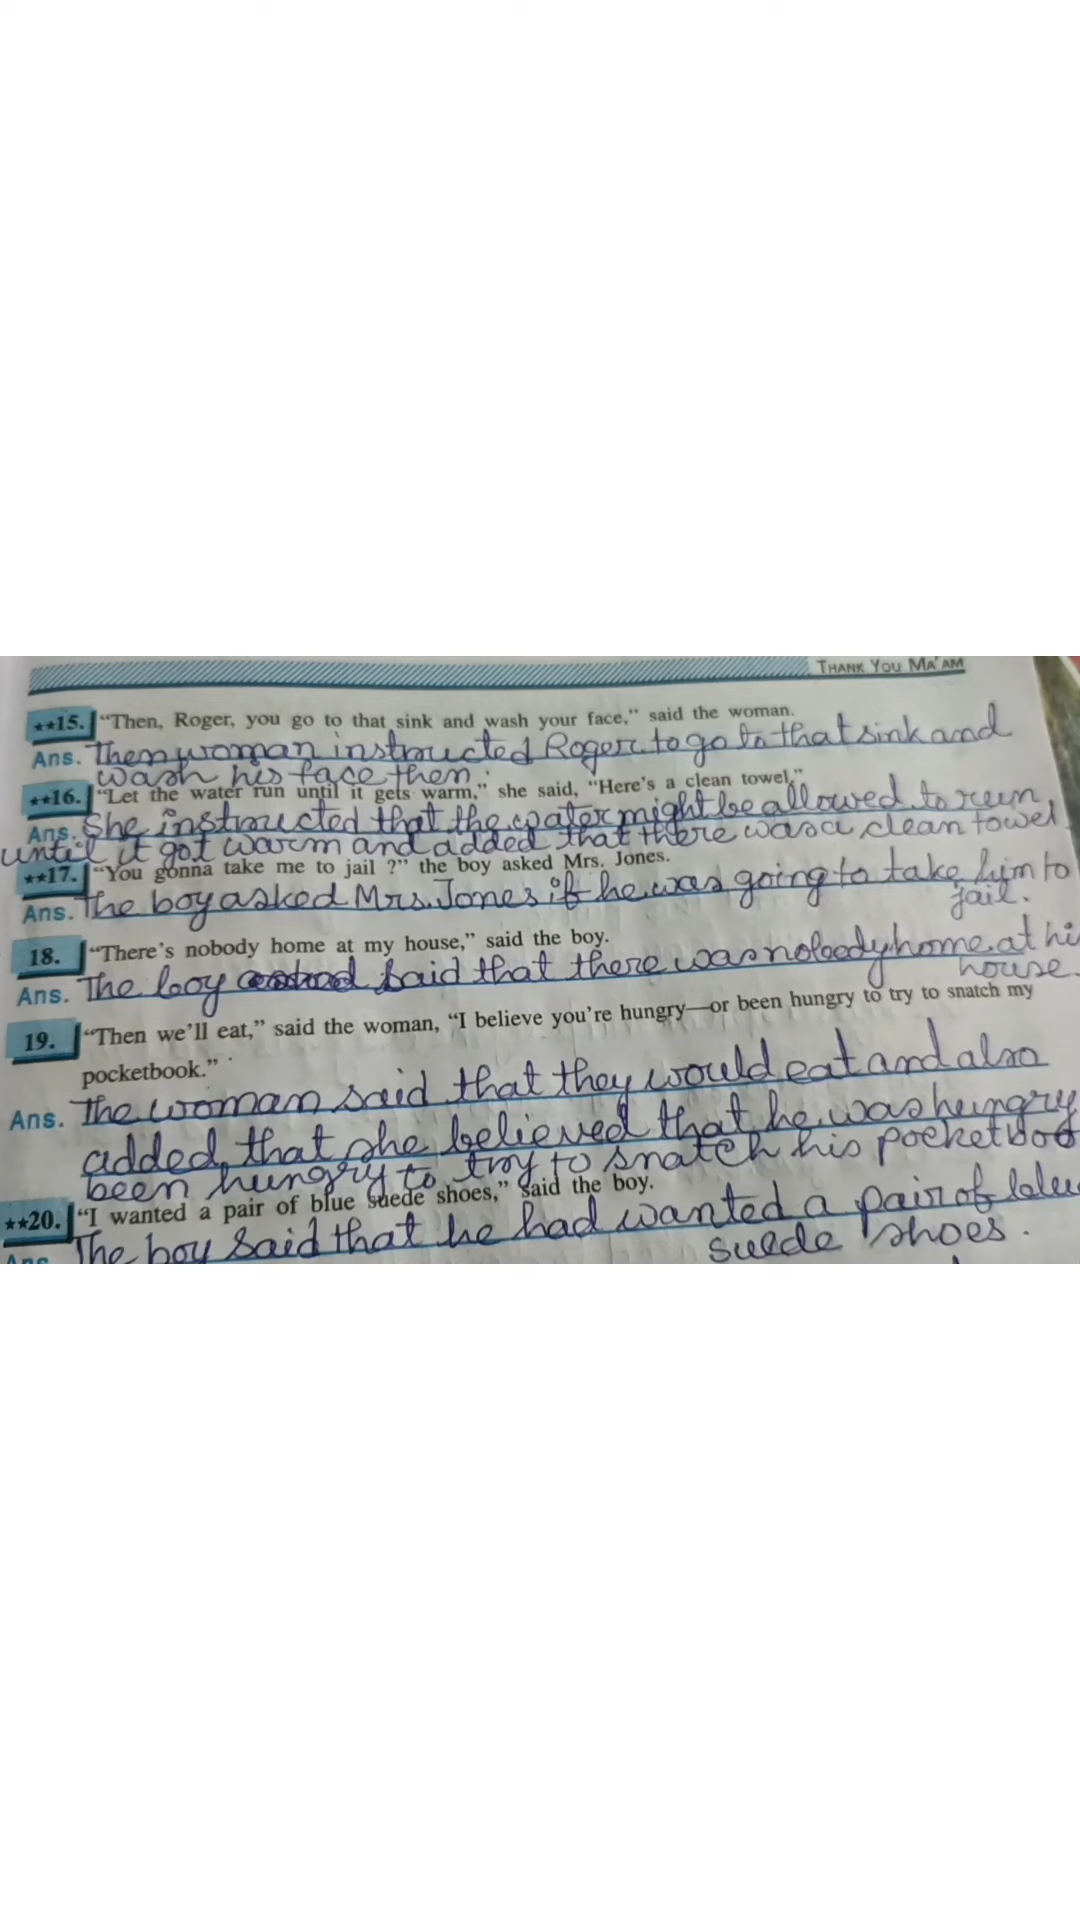 THANK YOU MA'AM
★★15. "Then, Roger, you go to that sink and wash your face," said the woman.
Ans. The woman instructed Roger to go to that sink and
wash his face then.
★★16. "Let the water run until it gets warm," she said, "Here's a clean towel."
Ans. She instructed that the water might be allowed to run,
until it got warm and added that there was a clean towel
★★17. "You gonna take me to jail ?" the boy asked Mrs. Jones.
Ans. The boy asked Mrs. Jones if he was going to take him to
jail.
18. "There's nobody home at my house," said the boy.
Ans. The boy said that there was nobody home at hi
house.
19. "Then we'll eat," said the woman, "I believe you're hungry—or been hungry to try to snatch my
pocketbook."
Ans. The woman said that they would eat and also
added, that she believed that he was hungry
been hungry to try to snatch his pocketboo
★★20. "I wanted a pair of blue suede shoes," said the boy.
Ans. The boy said that he had wanted a pair of blue
suede shoes.